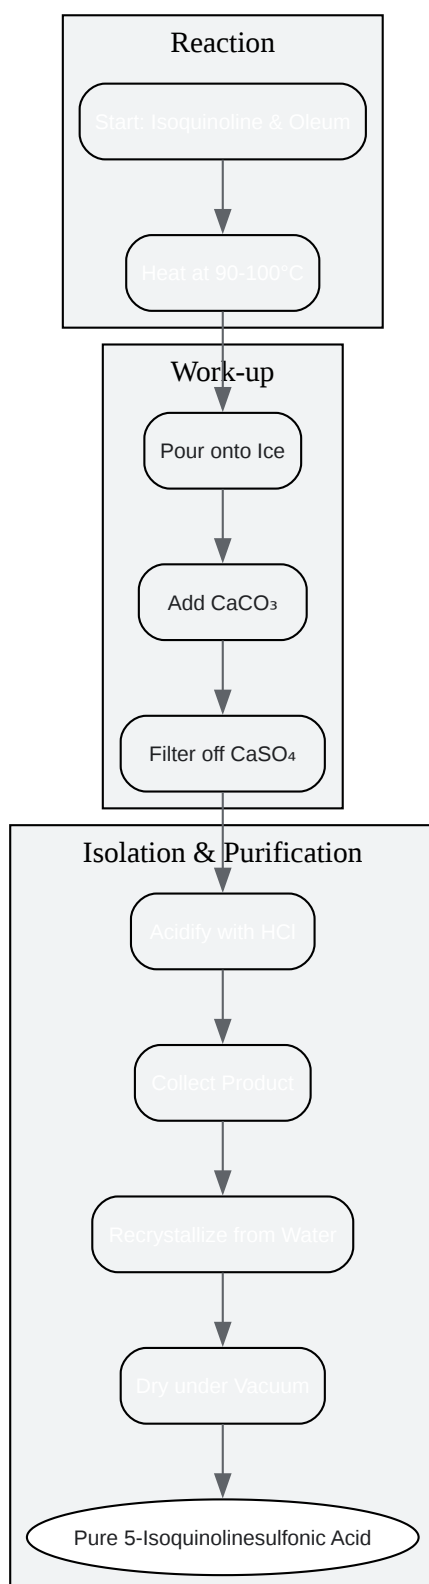 Reaction
Start: Isoquinoline & Oleum
Heat at 90-100°C
Work-up
Pour onto Ice
Add CaCO₃
Filter off CaSO₄
Isolation & Purification
Acidify with HCl
Collect Product
Recrystallize from Water
Dry under Vacuum
Pure 5-Isoquinolinesulfonic Acid